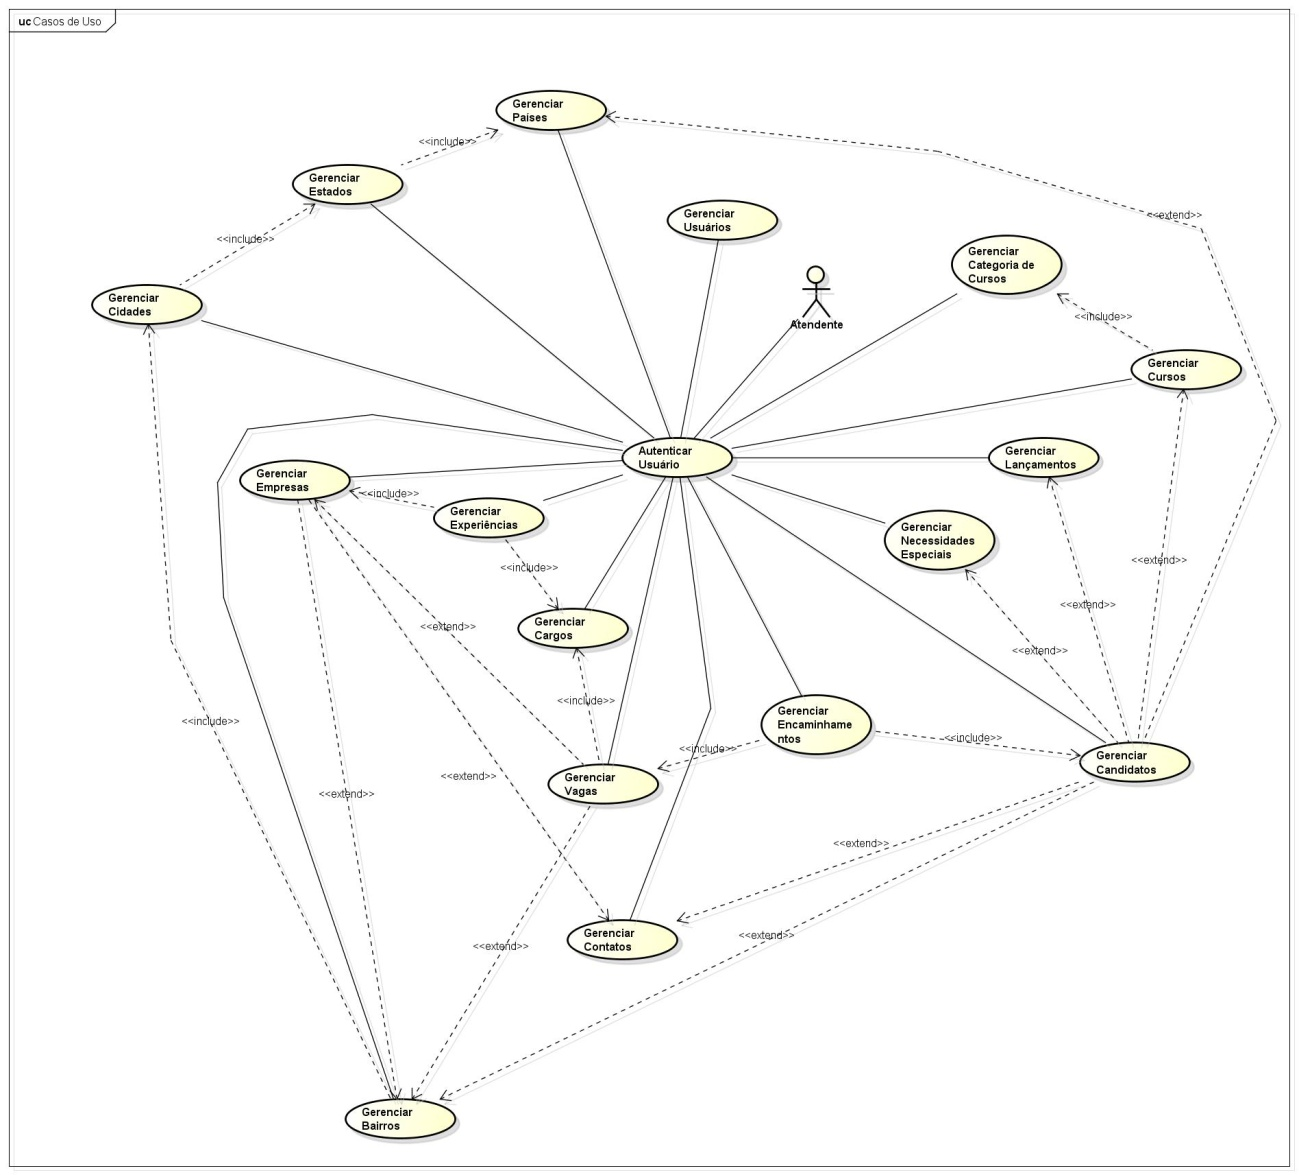 uc Casos de Uso
Gerenciar
Países
<<include>>
Gerenciar
Estados
Gerenciar
Usuários
<<extend>>
<<include>>
Gerenciar
Categoria de
Cursos
Gerenciar
Cidades
Atendente
<<include>>
Gerenciar
Cursos
Autenticar
Usuário
Gerenciar
Lançamentos
Gerenciar
Empresas
<<include>>
Gerenciar
Experiências
Gerenciar
Necessidades
Especiais
<<include>>
<<extend>>
<<extend>>
Gerenciar
Cargos
<<extend>>
<<extend>>
<<include>>
Gerenciar
Encaminhame
ntos
<<include>>
<<include>>
<<include>>
Gerenciar
Candidatos
Gerenciar
Vagas
<<extend>>
<<extend>>
<<extend>>
Gerenciar
Contatos
<<extend>>
<<extend>>
Gerenciar
Bairros